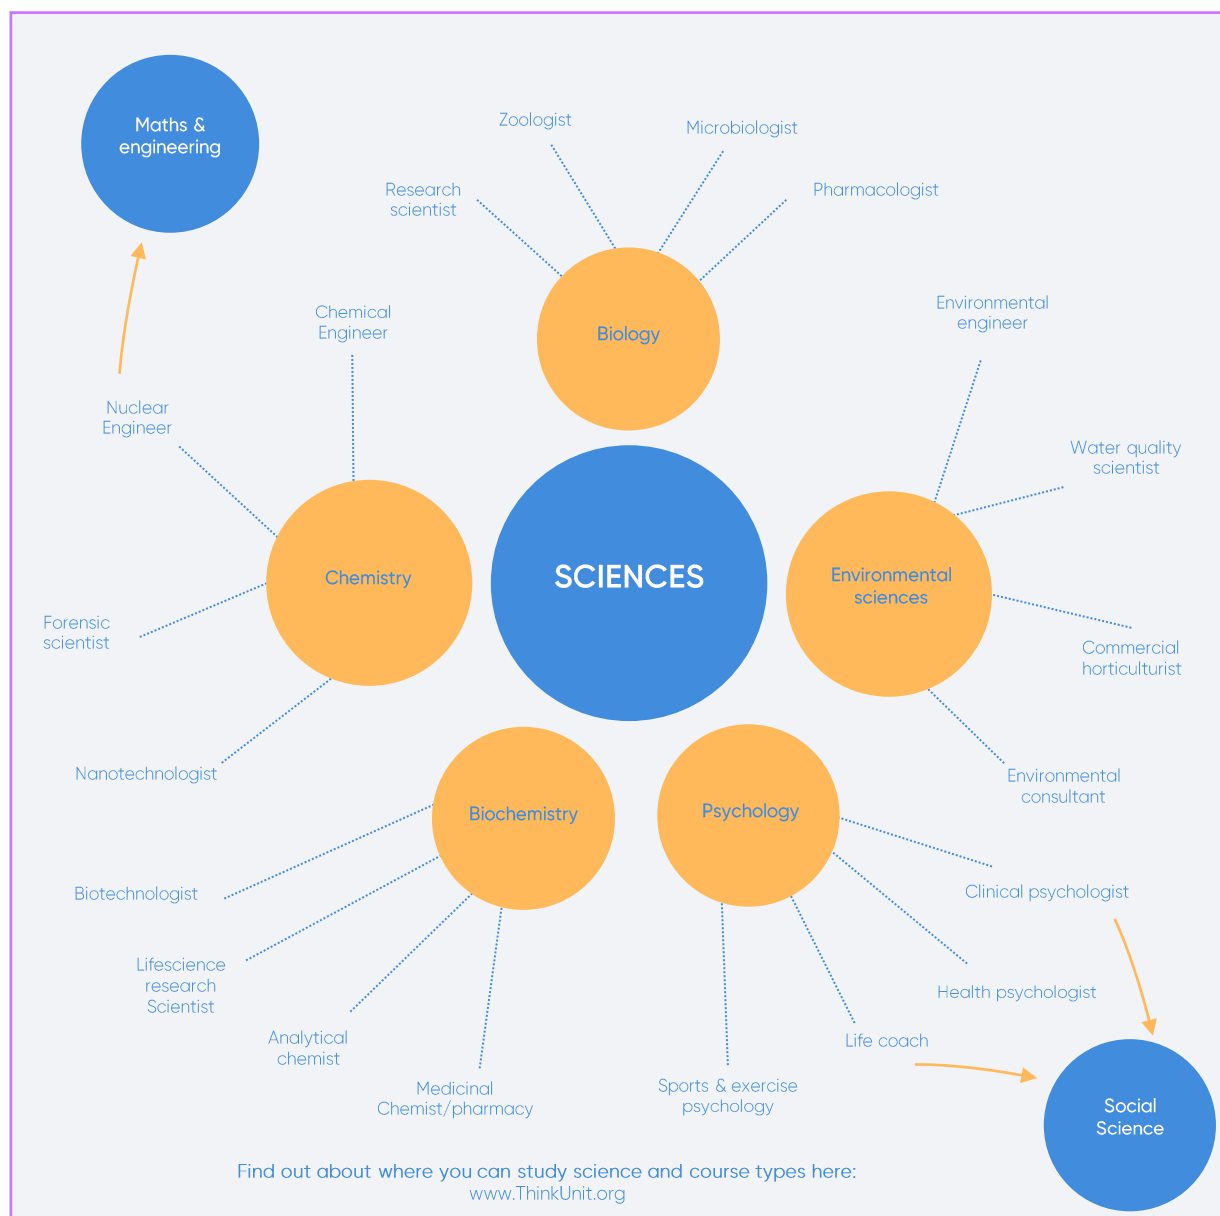 Maths &
engineering
Zoologist
Microbiologist
Research
scientist
Pharmacologist
Biology
Chemical
Engineer
Environmental
engineer
Nuclear
Engineer
Water quality
scientist
SCIENCES
Chemistry
Environmental
sciences
Forensic
scientist
Commercial
horticulturist
Nanotechnologist
Environmental
consultant
Biochemistry
Psychology
Biotechnologist
Clinical psychologist
Lifescience
research
Scientist
Health psychologist
Analytical
chemist
Life coach
Medicinal
Chemist/pharmacy
Sports & exercise
psychology
Social
Science
Find out about where you can study science and course types here:
www.ThinkUnit.org